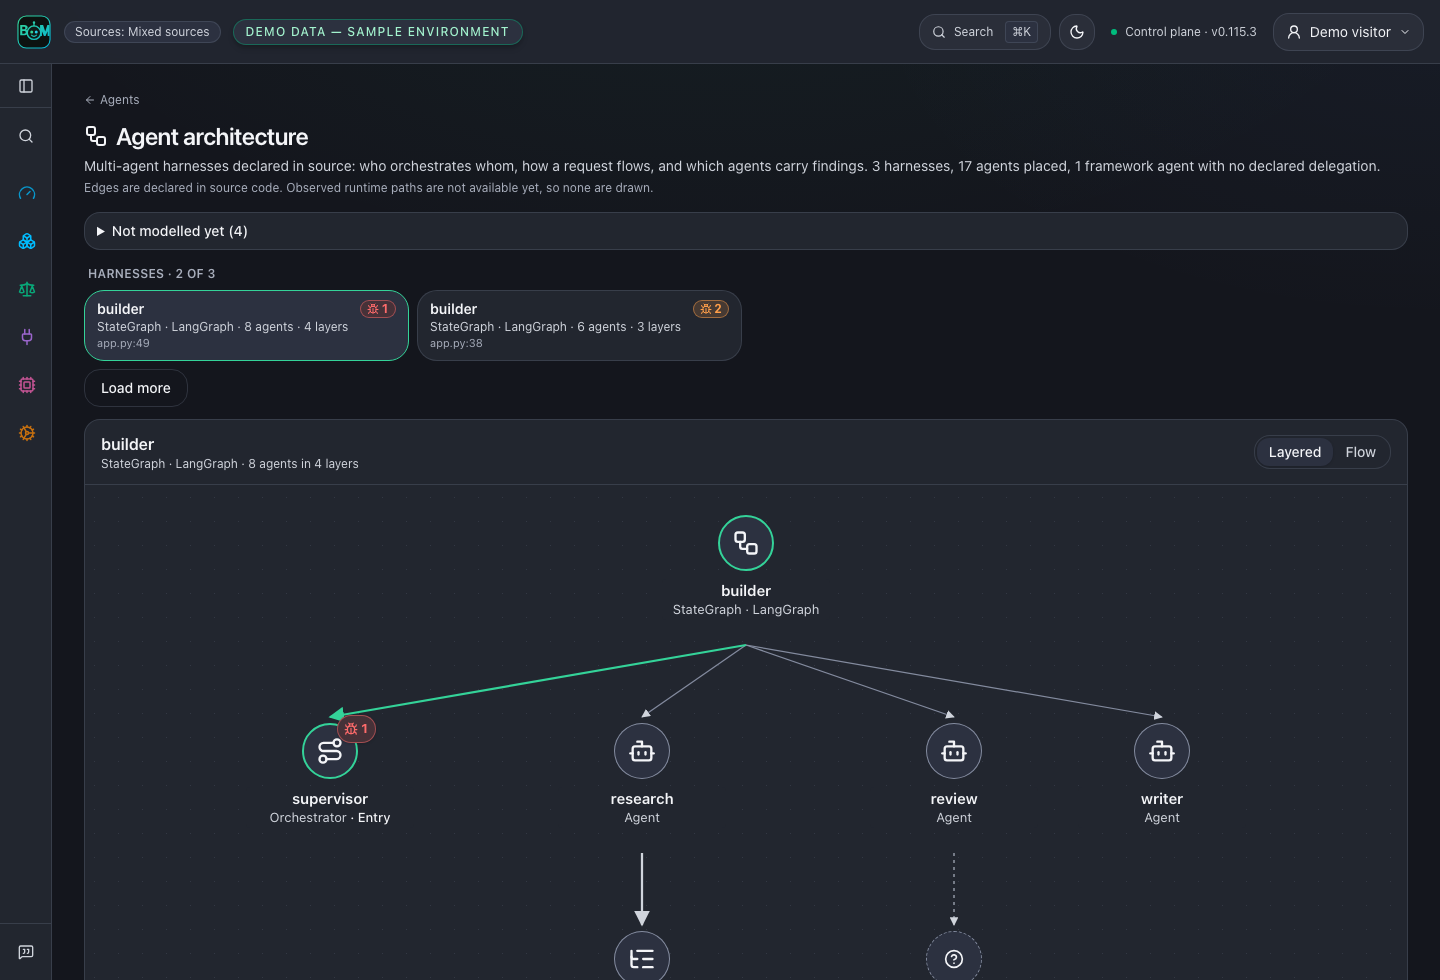 BOM
Sources: Mixed sources
DEMO DATA — SAMPLE ENVIRONMENT
Search ⌘K
Control plane · v0.115.3
Demo visitor
← Agents
Agent architecture
Multi-agent harnesses declared in source: who orchestrates whom, how a request flows, and which agents carry findings. 3 harnesses, 17 agents placed, 1 framework agent with no declared delegation.
Edges are declared in source code. Observed runtime paths are not available yet, so none are drawn.
Not modelled yet (4)
HARNESSES · 2 OF 3
builder 1
StateGraph · LangGraph · 8 agents · 4 layers
app.py:49
builder 2
StateGraph · LangGraph · 6 agents · 3 layers
app.py:38
Load more
builder
StateGraph · LangGraph · 8 agents in 4 layers
Layered Flow
builder
StateGraph · LangGraph
1
supervisor
Orchestrator · Entry
research
Agent
review
Agent
writer
Agent